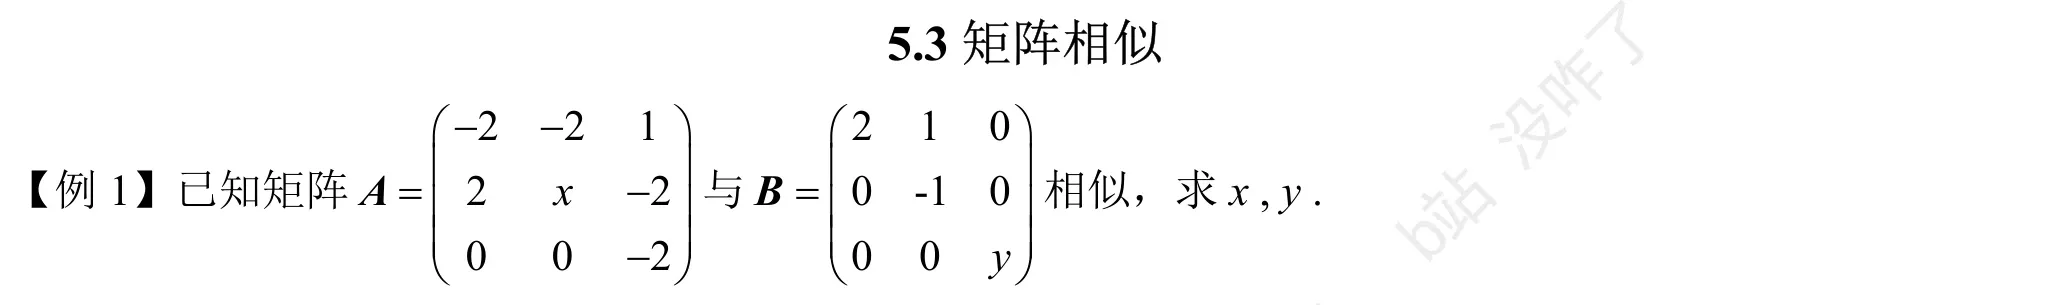 5.3 矩阵相似
【例 1】已知矩阵 A = \begin{pmatrix} -2 & -2 & 1 \\ 2 & x & -2 \\ 0 & 0 & -2 \end{pmatrix} 与 B = \begin{pmatrix} 2 & 1 & 0 \\ 0 & -1 & 0 \\ 0 & 0 & y \end{pmatrix} 相似，求 x , y .
b站 没咋了